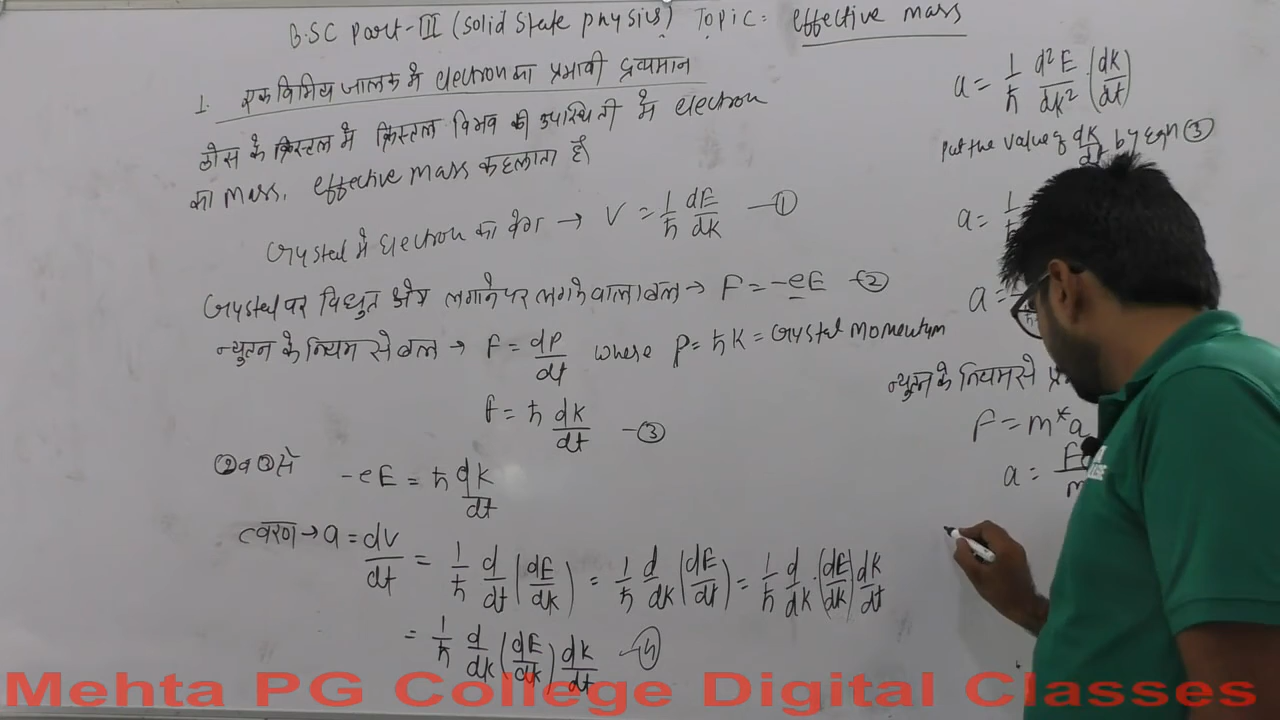 B.SC Part-III (Solid State physics) Topic: effective mass
1. एक विमिय जालक मे electron का प्रभावी द्रव्यमान
ठोस के क्रिस्टल मे क्रिस्टल विभव की उपस्थिती मे electron
का mass, effective mass कहलाता है
Crystal मे electron का वेग → V = 1/ħ dE/dk —①
Crystal पर विधुत क्षेत्र लगाने पर लगने वाला बल → F = -eE —②
न्युटन के नियम से बल → F = dP/dt where P = ħK = Crystal Momentum
F = ħ dk/dt —③
② व ③ से -eE = ħ dk/dt
त्वरण → a = dV/dt = 1/ħ d/dt (dE/dk) = 1/ħ d/dk (dE/dt) = 1/ħ d/dk · (dE/dk) dk/dt
= 1/ħ d/dk (dE/dk) dk/dt —④
a = 1/ħ d²E/dk² (dk/dt)
Put the value of dk/dt by eqn ③
a = 1
a =
न्युटन के नियम से
F = m*a
a = F
Mehta PG College Digital Classes